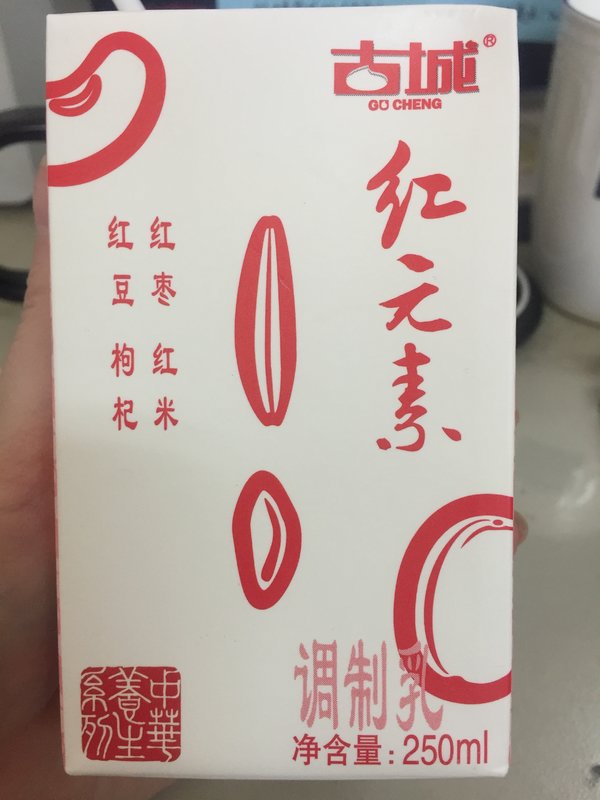 古城®
GU CHENG
红元素
红枣 红米
红豆 枸杞
中華
養生
系列
调制乳
净含量:250ml